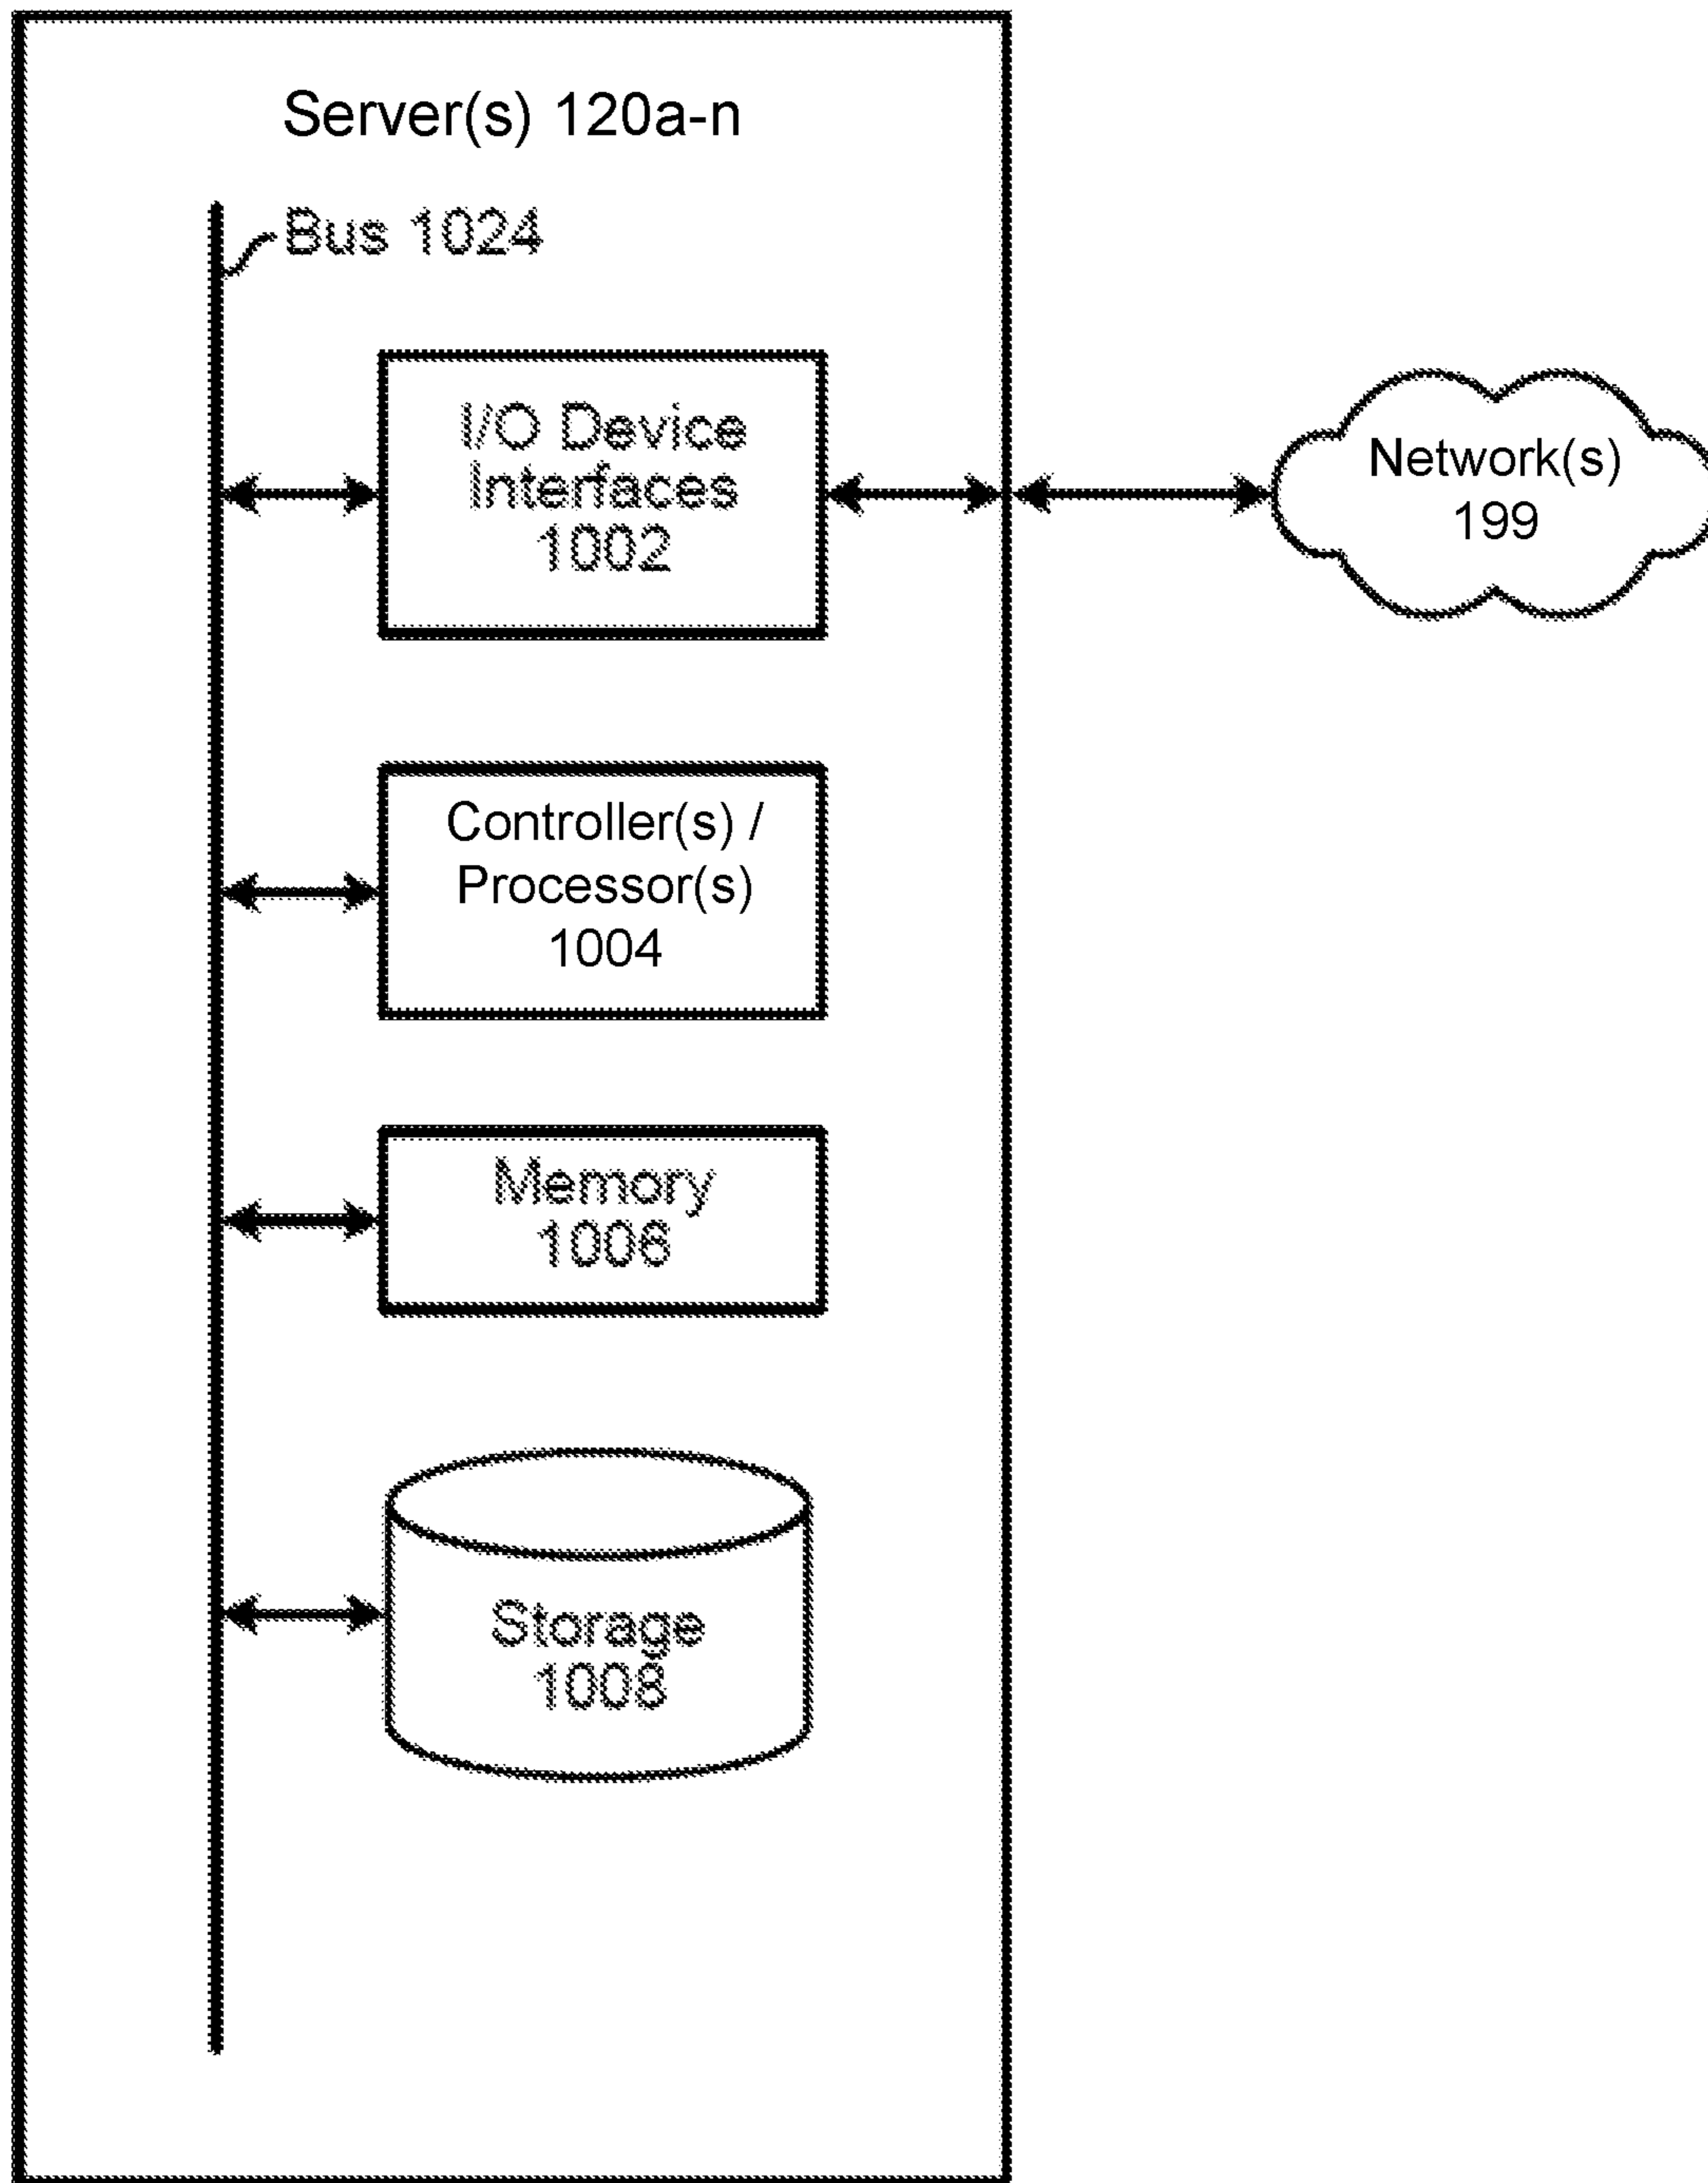 Server(s) 120a-n
Bus 1024
I/O Device
Interfaces
1002
Network(s)
199
Controller(s) /
Processor(s)
1004
Memory
1006
Storage
1008